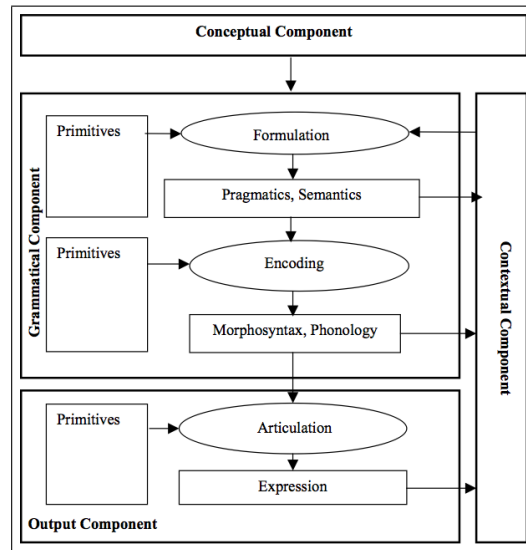 Conceptual Component
Primitives
Formulation
Pragmatics, Semantics
Grammatical Component
Primitives
Encoding
Morphosyntax, Phonology
Contextual Component
Primitives
Articulation
Expression
Output Component